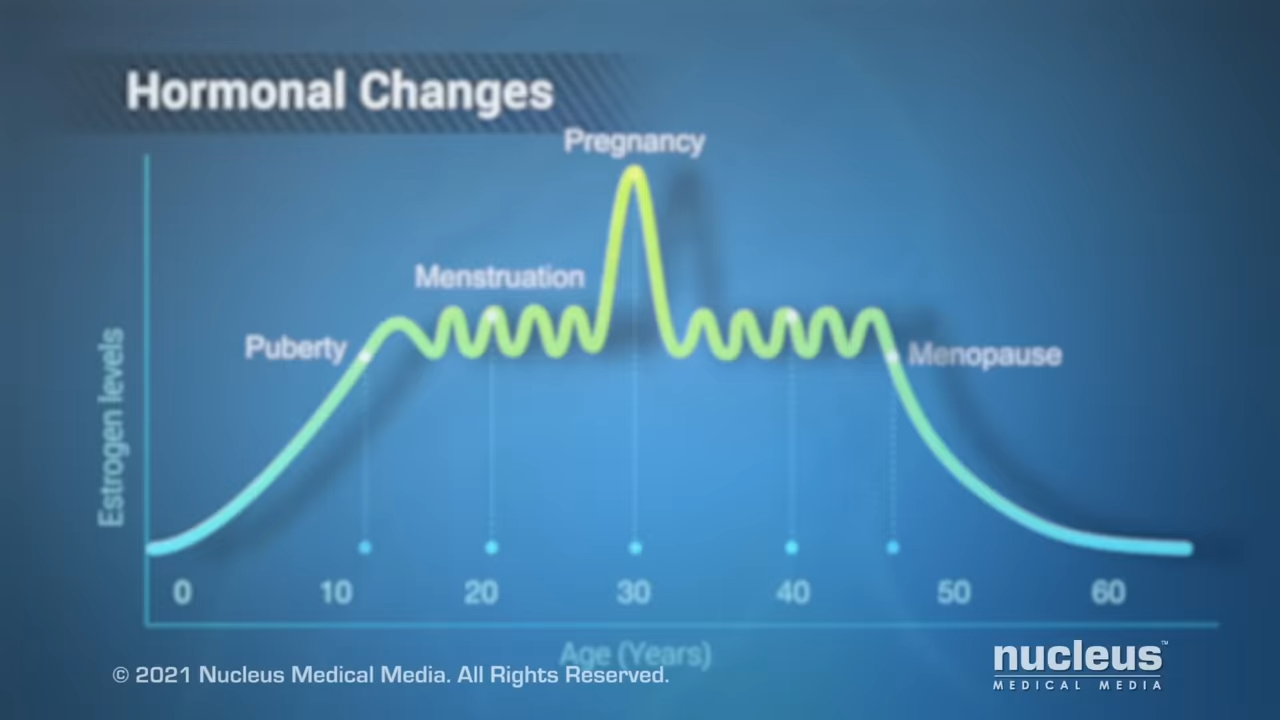 Hormonal Changes
Pregnancy
Menstruation
Puberty
Menopause
Estrogen levels
0 10 20 30 40 50 60
Age (Years)
© 2021 Nucleus Medical Media. All Rights Reserved.
nucleus™
MEDICAL MEDIA